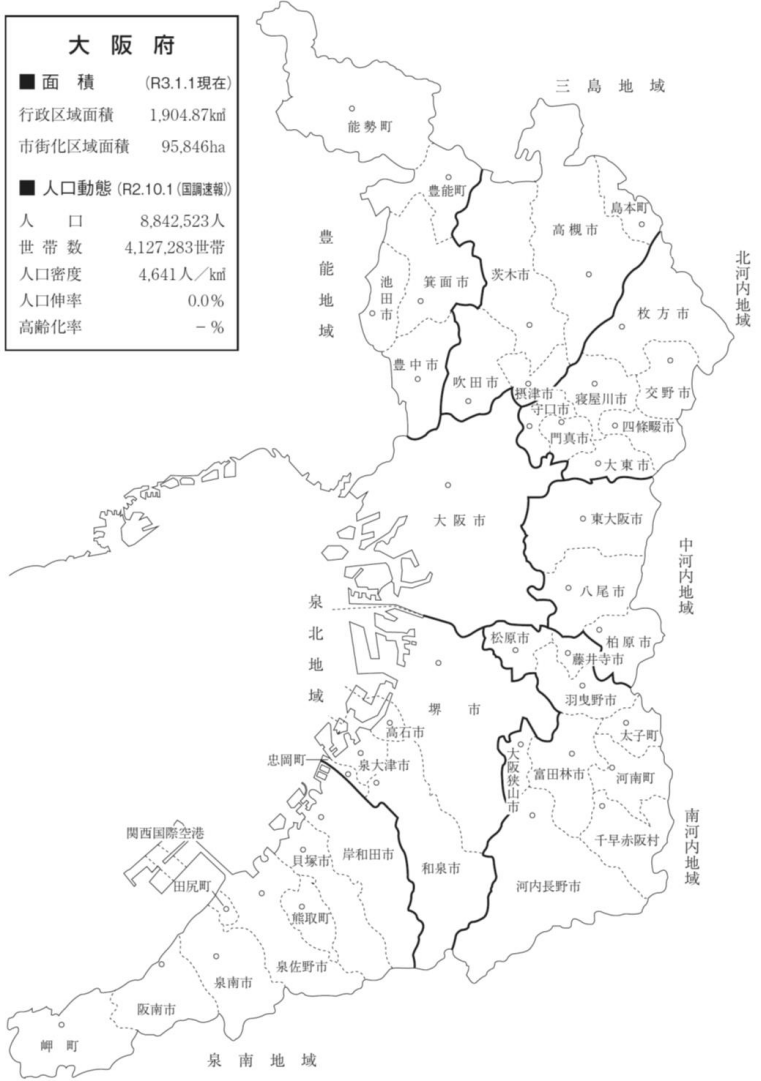 大阪府
■ 面積 (R3.1.1現在)
行政区域面積 1,904.87㎢
市街化区域面積 95,846ha
■ 人口動態 (R2.10.1(国調速報))
人口 8,842,523人
世帯数 4,127,283世帯
人口密度 4,641人／㎢
人口伸率 0.0％
高齢化率 －％
三島地域
能勢町
豊能町
島本町
高槻市
豊能地域
茨木市
箕面市
池田市
北河内地域
枚方市
豊中市
吹田市
摂津市
寝屋川市
交野市
守口市
門真市
四條畷市
大東市
大阪市
東大阪市
中河内地域
八尾市
泉北地域
松原市
柏原市
藤井寺市
羽曳野市
堺市
高石市
太子町
忠岡町
泉大津市
大阪狭山市
富田林市
河南町
関西国際空港
千早赤阪村
南河内地域
貝塚市
岸和田市
和泉市
田尻町
河内長野市
熊取町
泉佐野市
泉南市
阪南市
岬町
泉南地域